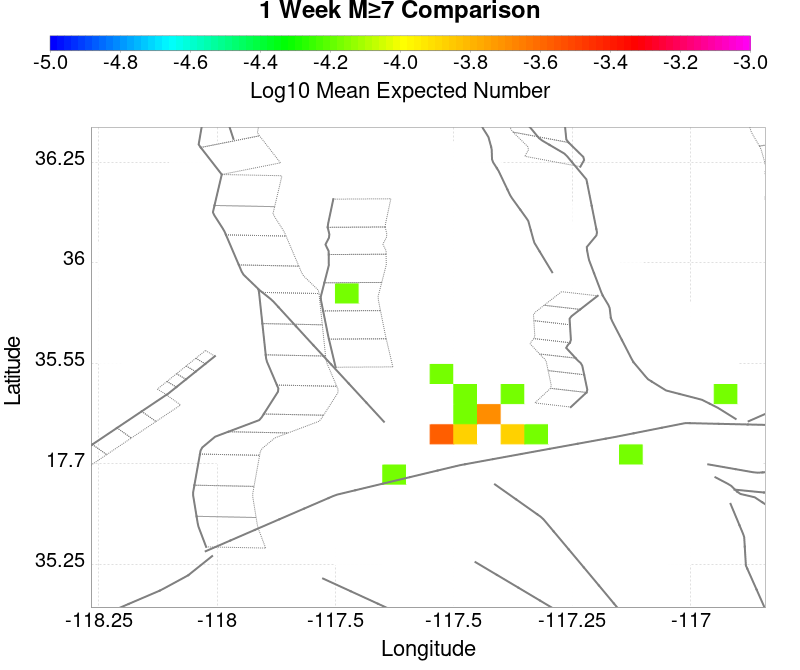 1 Week M≥7 Comparison
-5.0 -4.8 -4.6 -4.4 -4.2 -4.0 -3.8 -3.6 -3.4 -3.2 -3.0
Log10 Mean Expected Number
36.25
36
35.55
17.7
35.25
Latitude
-118.25 -118 -117.5 -117.5 -117.25 -117
Longitude